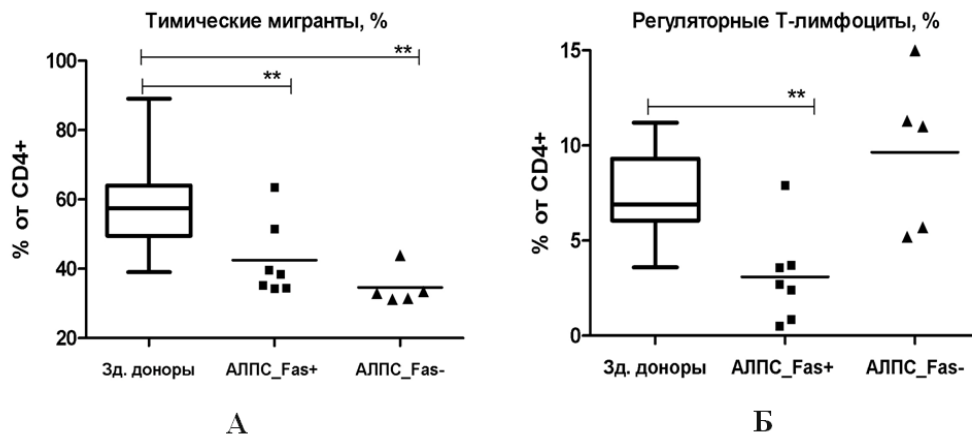 Тимические мигранты, %
% от CD4+
100
80
60
40
20
**
**
Зд. доноры АЛПС_Fas+ АЛПС_Fas-
А
Регуляторные Т-лимфоциты, %
% от CD4+
15
10
5
0
**
Зд. доноры АЛПС_Fas+ АЛПС_Fas-
Б